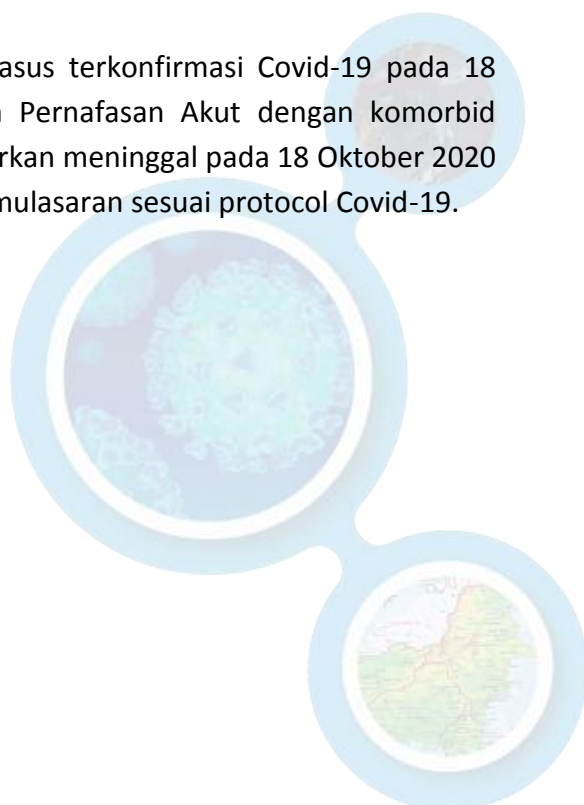 asus terkonfirmasi Covid-19 pada 18
Pernafasan Akut dengan komorbid
rkan meninggal pada 18 Oktober 2020
mulasaran sesuai protocol Covid-19.